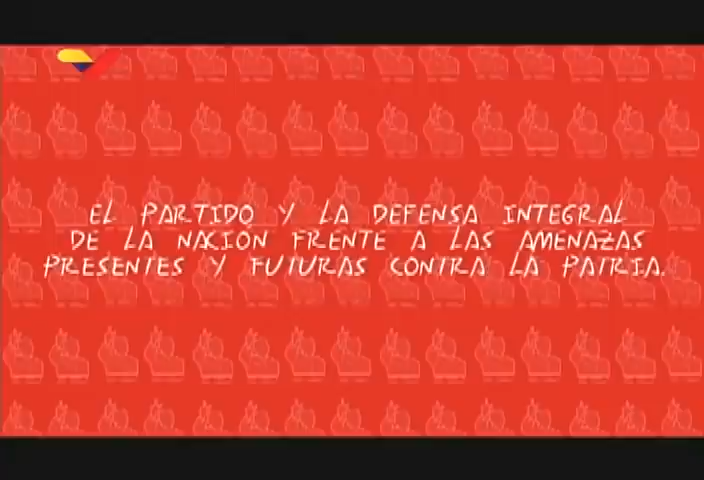 EL PARTIDO Y LA DEFENSA INTEGRAL
DE LA NACION FRENTE A LAS AMENAZAS
PRESENTES Y FUTURAS CONTRA LA PATRIA.